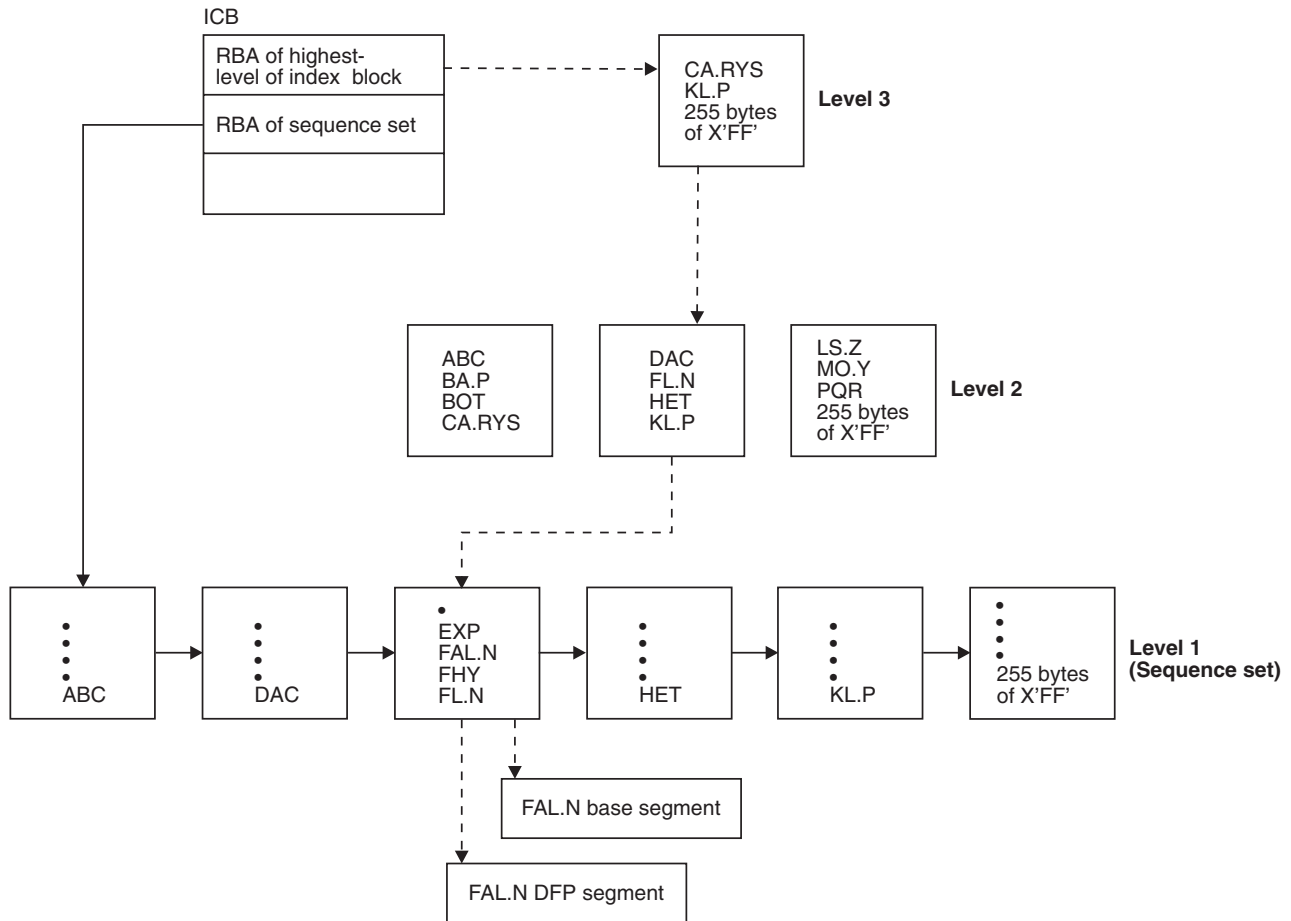 ICB
RBA of highest-
level of index block
RBA of sequence set
CA.RYS
KL.P
255 bytes
of X'FF'
Level 3
ABC
BA.P
BOT
CA.RYS
DAC
FL.N
HET
KL.P
LS.Z
MO.Y
PQR
255 bytes
of X'FF'
Level 2
ABC
DAC
EXP
FAL.N
FHY
FL.N
HET
KL.P
255 bytes
of X'FF'
Level 1
(Sequence set)
FAL.N base segment
FAL.N DFP segment